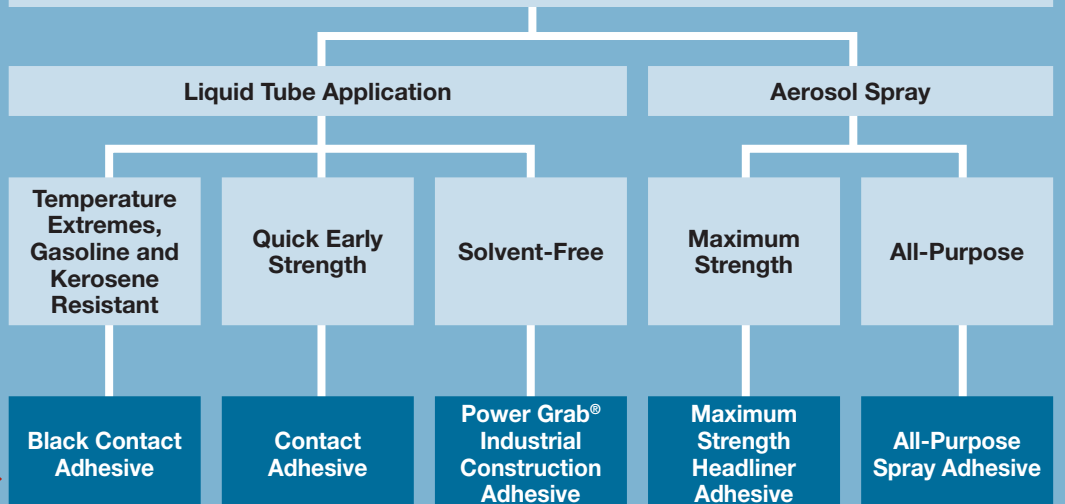 Liquid Tube Application
Aerosol Spray
Temperature
Extremes,
Gasoline and
Kerosene
Resistant
Quick Early
Strength
Solvent-Free
Maximum
Strength
All-Purpose
Black Contact
Adhesive
Contact
Adhesive
Power Grab®
Industrial
Construction
Adhesive
Maximum
Strength
Headliner
Adhesive
All-Purpose
Spray Adhesive